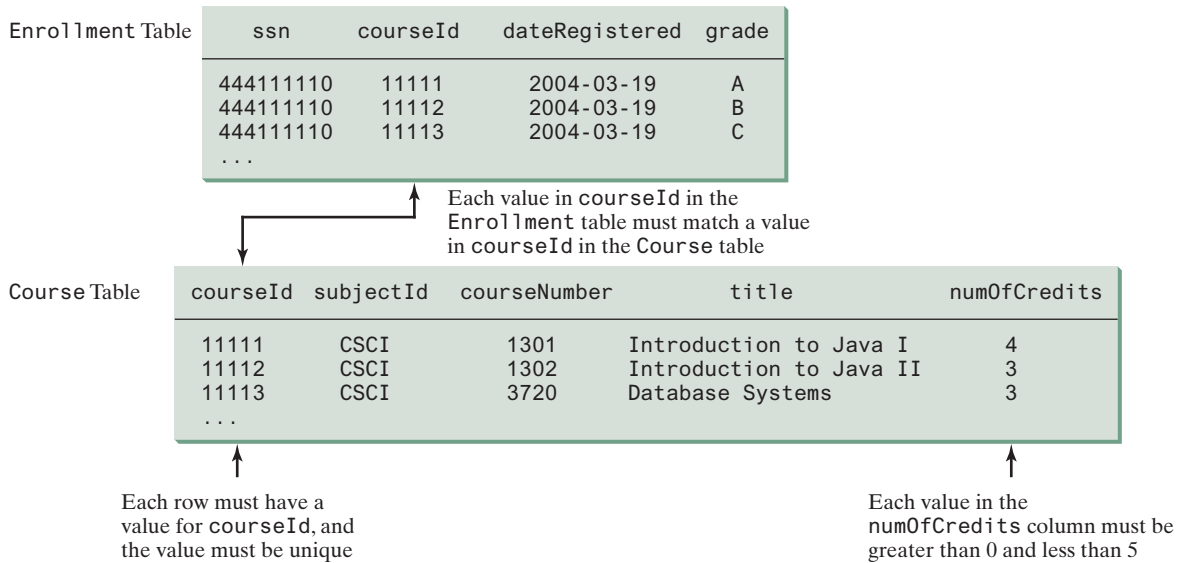 Enrollment Table
ssn courseId dateRegistered grade
444111110 11111 2004-03-19 A
444111110 11112 2004-03-19 B
444111110 11113 2004-03-19 C
...
Each value in courseId in the
Enrollment table must match a value
in courseId in the Course table
Course Table
courseId subjectId courseNumber title numOfCredits
11111 CSCI 1301 Introduction to Java I 4
11112 CSCI 1302 Introduction to Java II 3
11113 CSCI 3720 Database Systems 3
...
Each row must have a
value for courseId, and
the value must be unique
Each value in the
numOfCredits column must be
greater than 0 and less than 5